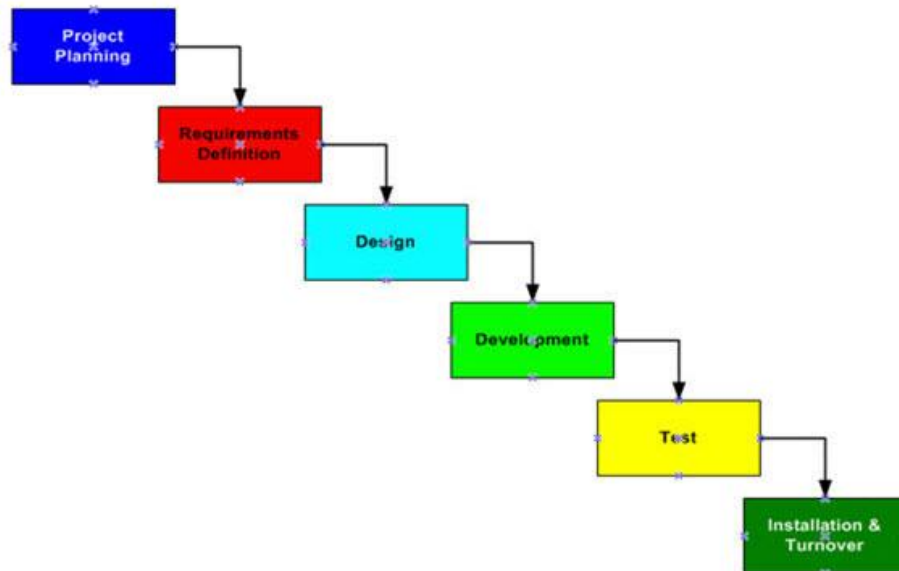 Project
Planning
Requirements
Definition
Design
Development
Test
Installation &
Turnover